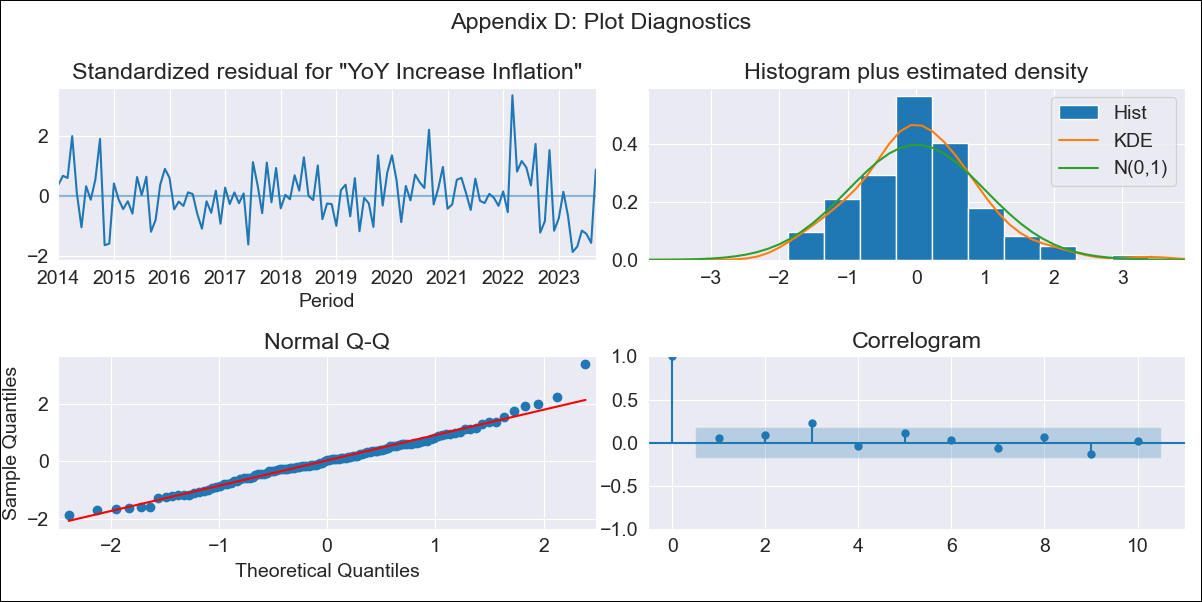 Appendix D: Plot Diagnostics
Standardized residual for "YoY Increase Inflation"
2
0
−2
2014 2015 2016 2017 2018 2019 2020 2021 2022 2023
Period
Histogram plus estimated density
Hist
KDE
N(0,1)
0.4
0.2
0.0
−3 −2 −1 0 1 2 3
Normal Q-Q
Sample Quantiles
2
0
−2
−2 −1 0 1 2
Theoretical Quantiles
Correlogram
1.0
0.5
0.0
−0.5
−1.0
0 2 4 6 8 10